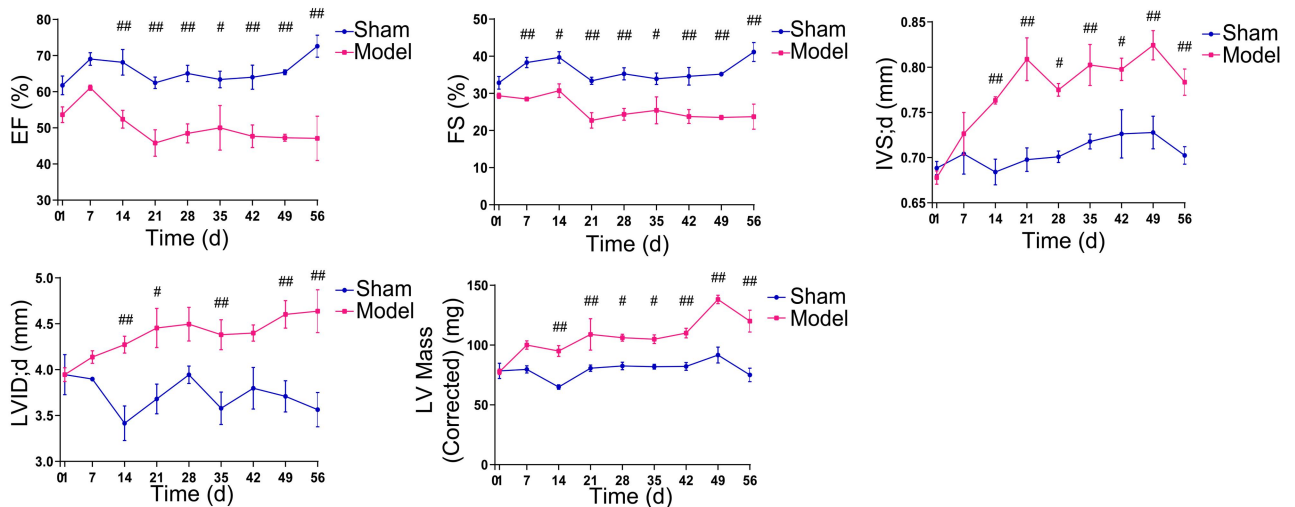 ## ## ## # ## ## ##
Sham
Model
80
70
60
50
40
30
EF (%)
01 7 14 21 28 35 42 49 56
Time (d)
## # ## ## # ## ## ##
Sham
Model
50
40
30
20
10
0
FS (%)
01 7 14 21 28 35 42 49 56
Time (d)
## ## # ## # ## ##
Sham
Model
0.85
0.80
0.75
0.70
0.65
IVS;d (mm)
01 7 14 21 28 35 42 49 56
Time (d)
## # ## ## ##
Sham
Model
5.0
4.5
4.0
3.5
3.0
LVID;d (mm)
01 7 14 21 28 35 42 49 56
Time (d)
## ## # # ## ## ##
Sham
Model
150
100
50
0
LV Mass
(Corrected) (mg)
01 7 14 21 28 35 42 49 56
Time (d)